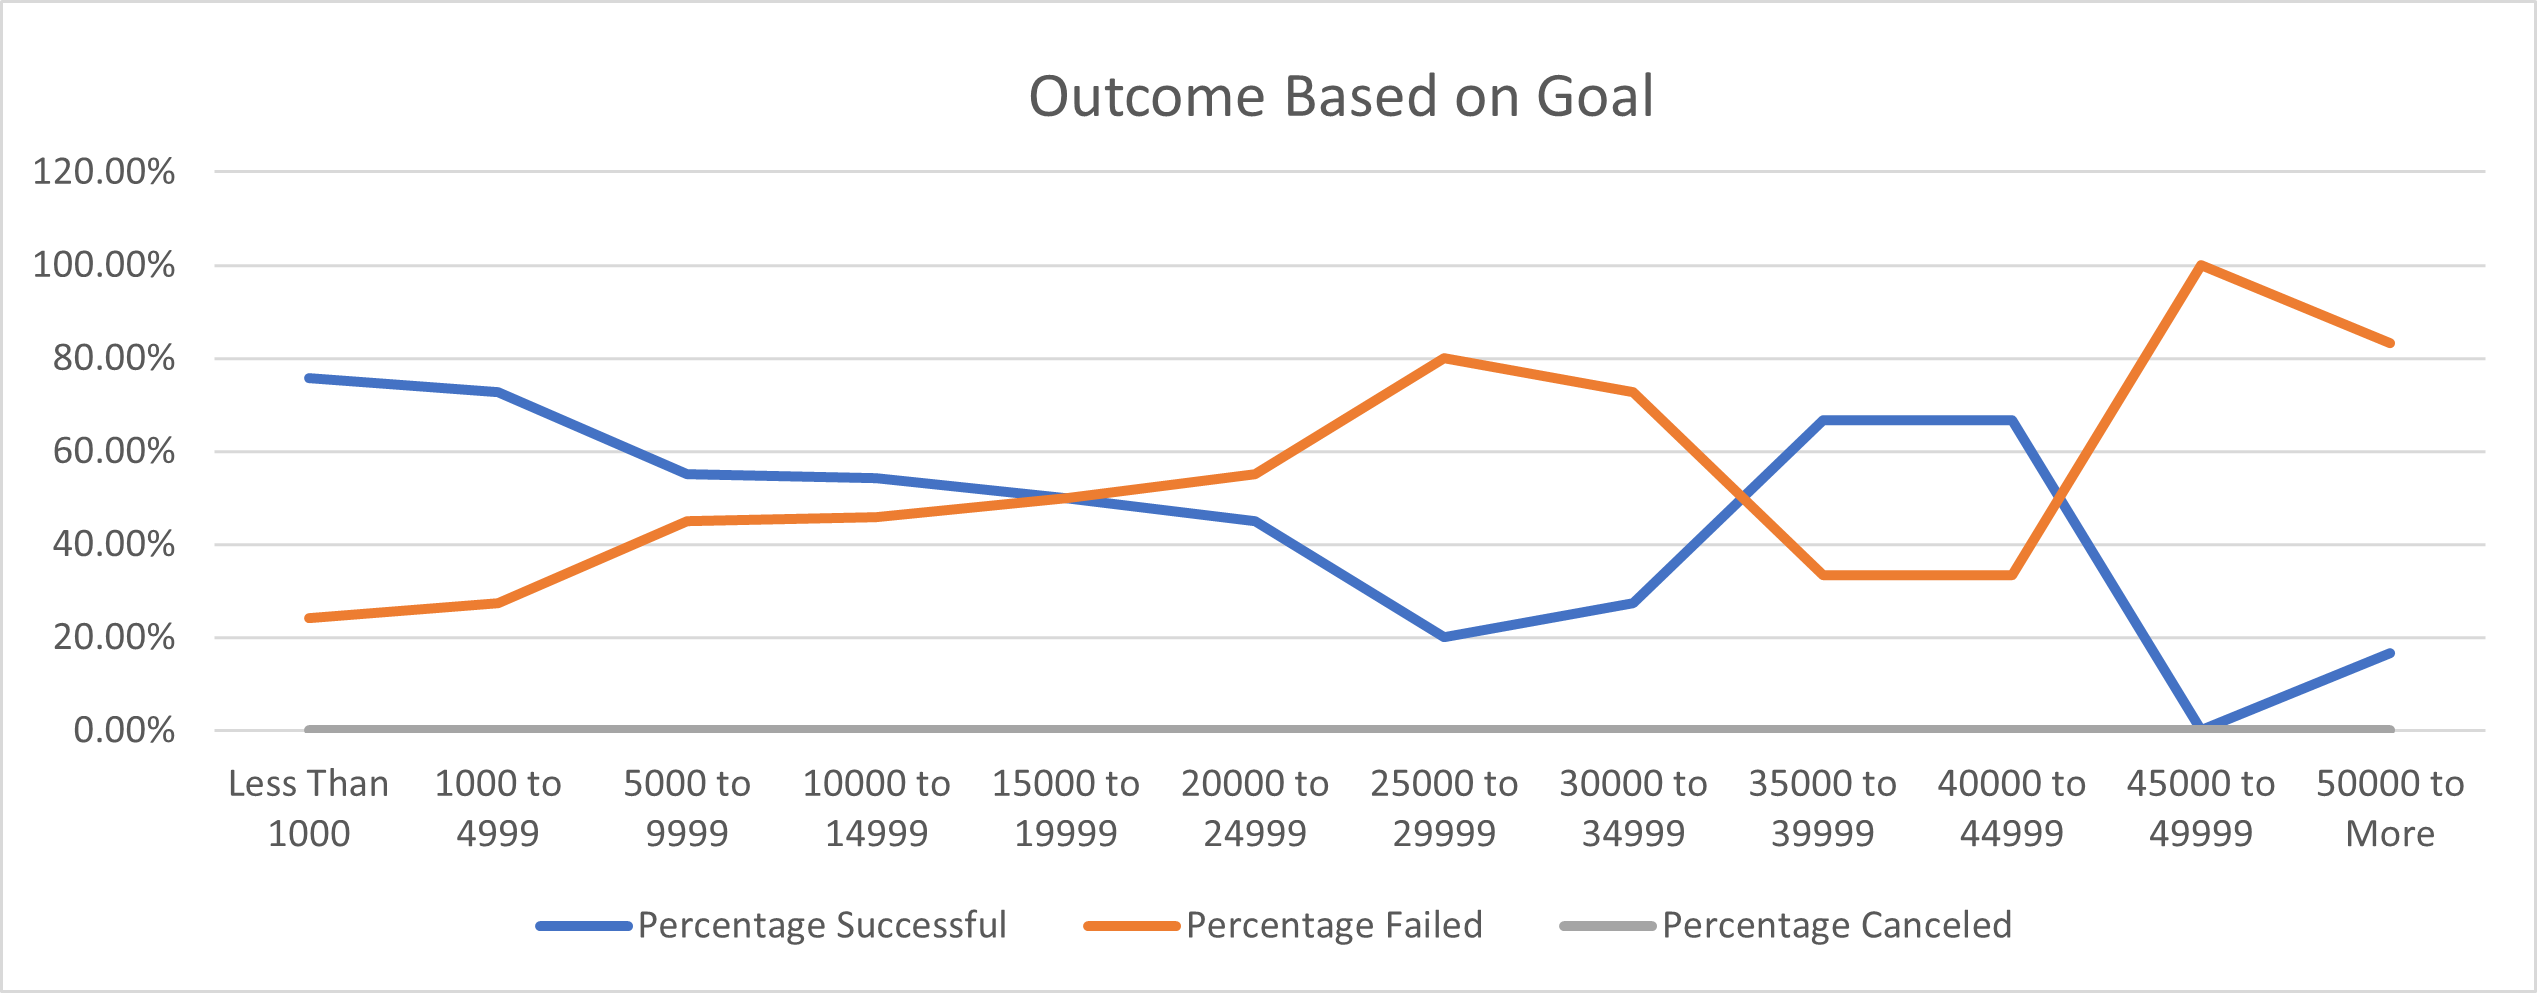 Outcome Based on Goal
120.00%
100.00%
80.00%
60.00%
40.00%
20.00%
0.00%
Less Than 1000 to 5000 to 10000 to 15000 to 20000 to 25000 to 30000 to 35000 to 40000 to 45000 to 50000 to
1000 4999 9999 14999 19999 24999 29999 34999 39999 44999 49999 More
Percentage Successful Percentage Failed Percentage Canceled